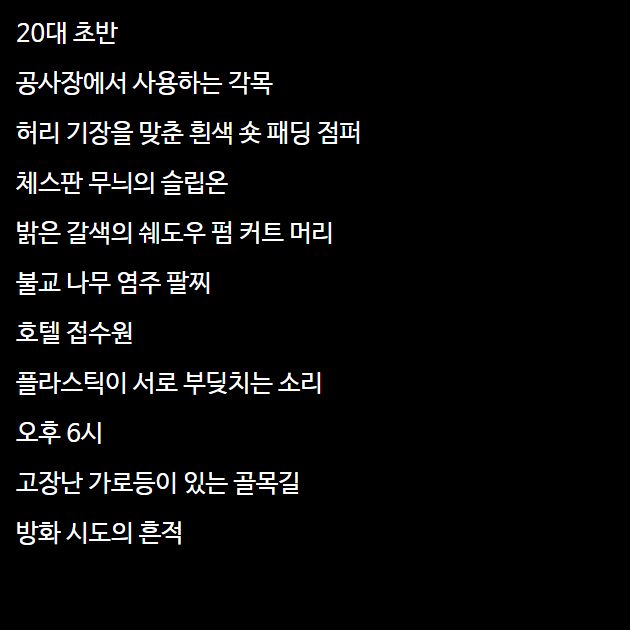 20대 초반
공사장에서 사용하는 각목
허리 기장을 맞춘 흰색 숏 패딩 점퍼
체스판 무늬의 슬립온
밝은 갈색의 쉐도우 펌 커트 머리
불교 나무 염주 팔찌
호텔 접수원
플라스틱이 서로 부딪치는 소리
오후 6시
고장난 가로등이 있는 골목길
방화 시도의 흔적